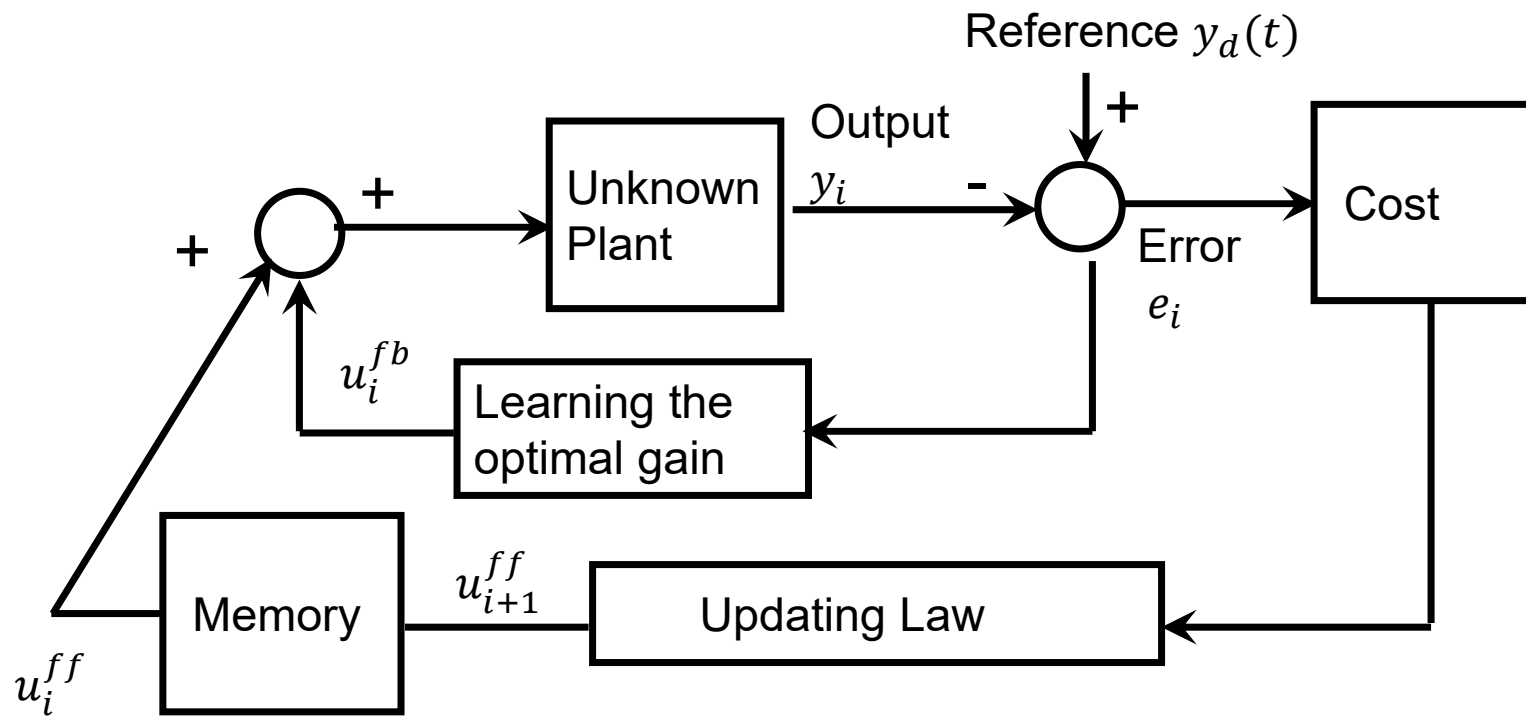 Reference y_d(t)
+
Output
y_i
-
+
Unknown
Plant
Cost
+
Error
e_i
u_i^{fb}
Learning the
optimal gain
u_{i+1}^{ff}
Memory
Updating Law
u_i^{ff}